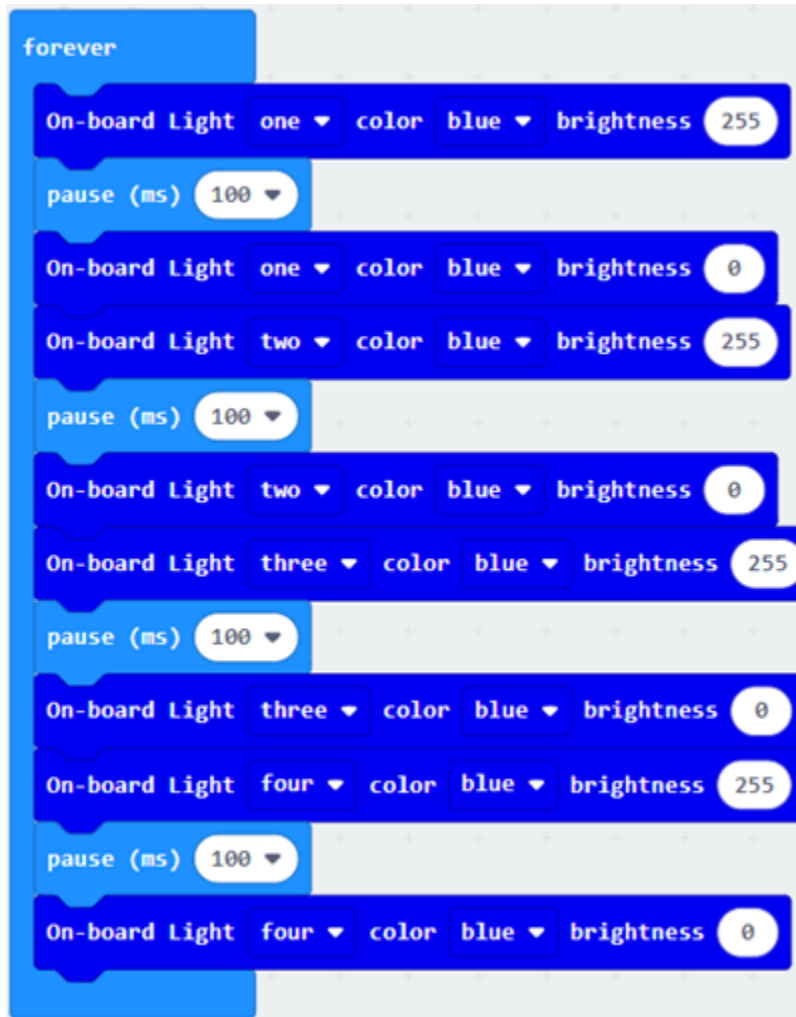 forever
On-board Light one color blue brightness 255
pause (ms) 100
On-board Light one color blue brightness 0
On-board Light two color blue brightness 255
pause (ms) 100
On-board Light two color blue brightness 0
On-board Light three color blue brightness 255
pause (ms) 100
On-board Light three color blue brightness 0
On-board Light four color blue brightness 255
pause (ms) 100
On-board Light four color blue brightness 0